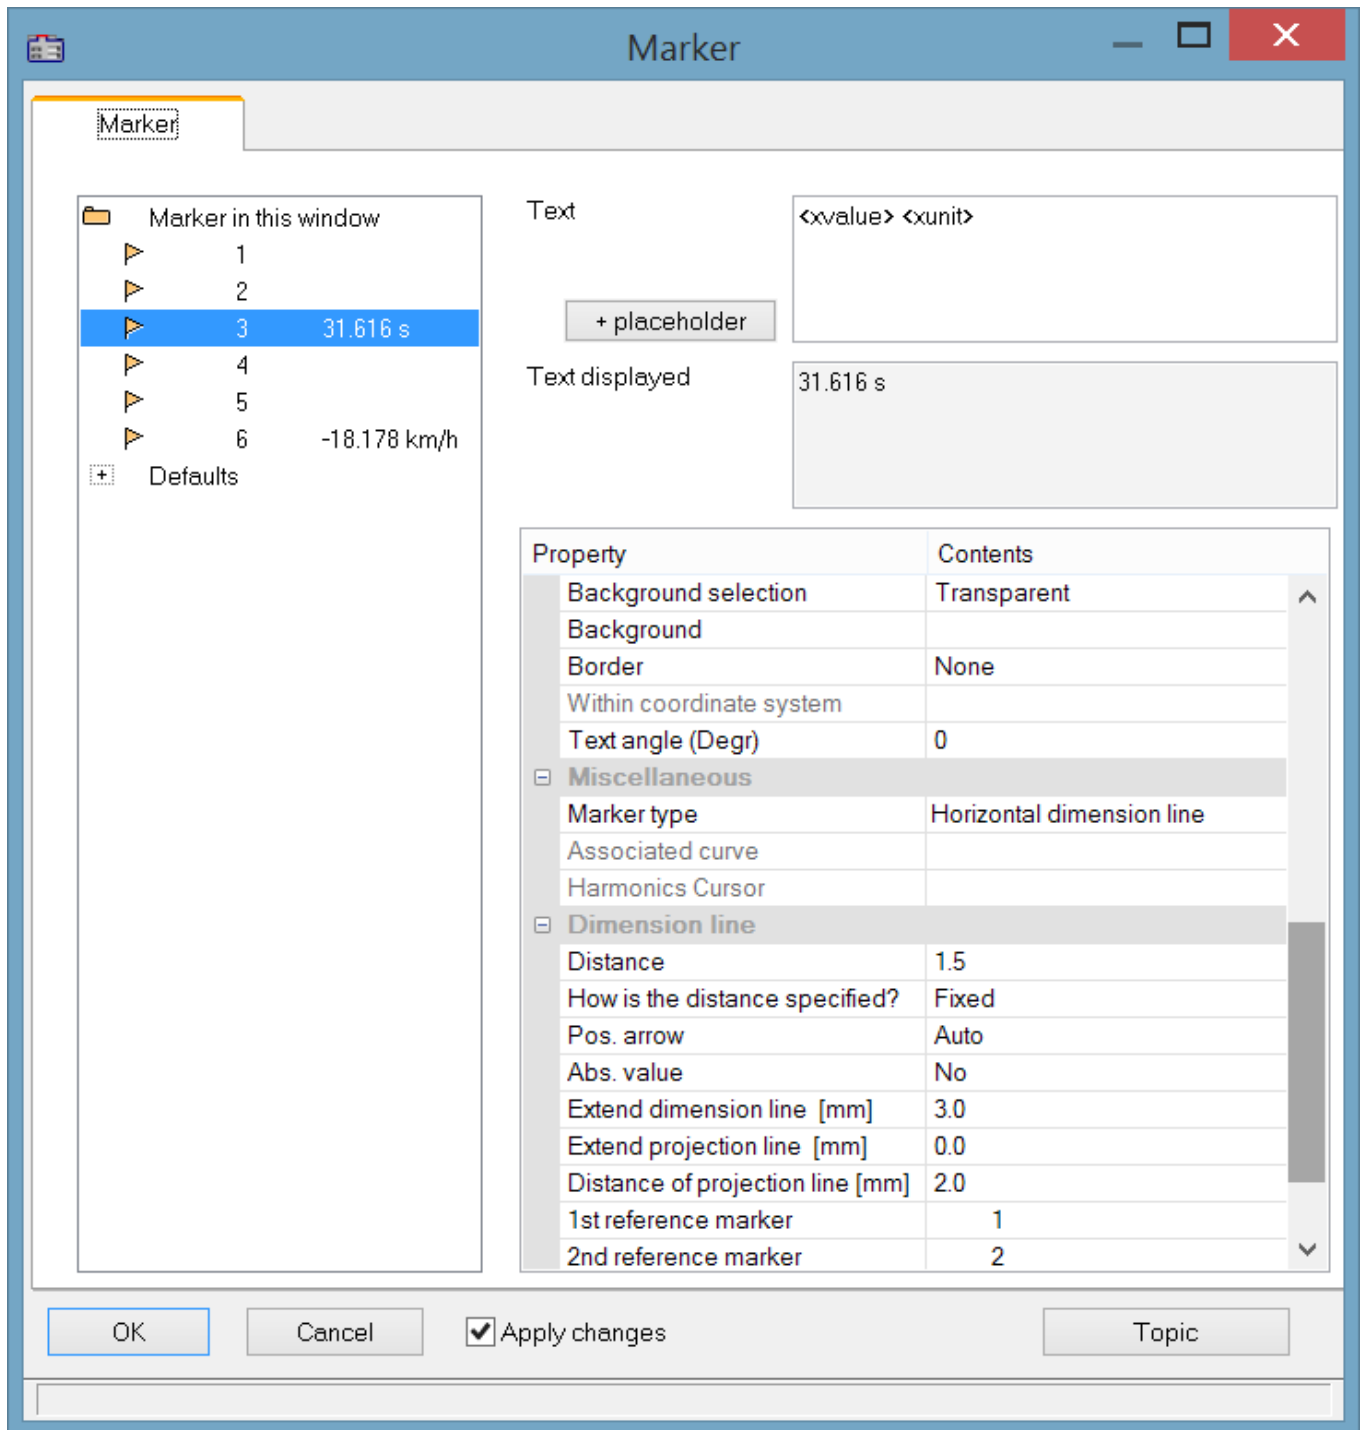 Marker
Marker
Marker in this window
1
2
3 31.616 s
4
5
6 -18.178 km/h
Defaults
Text
<xvalue> <xunit>
+ placeholder
Text displayed
31.616 s
Property Contents
Background selection Transparent
Background
Border None
Within coordinate system
Text angle (Degr) 0
Miscellaneous
Marker type Horizontal dimension line
Associated curve
Harmonics Cursor
Dimension line
Distance 1.5
How is the distance specified? Fixed
Pos. arrow Auto
Abs. value No
Extend dimension line [mm] 3.0
Extend projection line [mm] 0.0
Distance of projection line [mm] 2.0
1st reference marker 1
2nd reference marker 2
OK Cancel Apply changes Topic